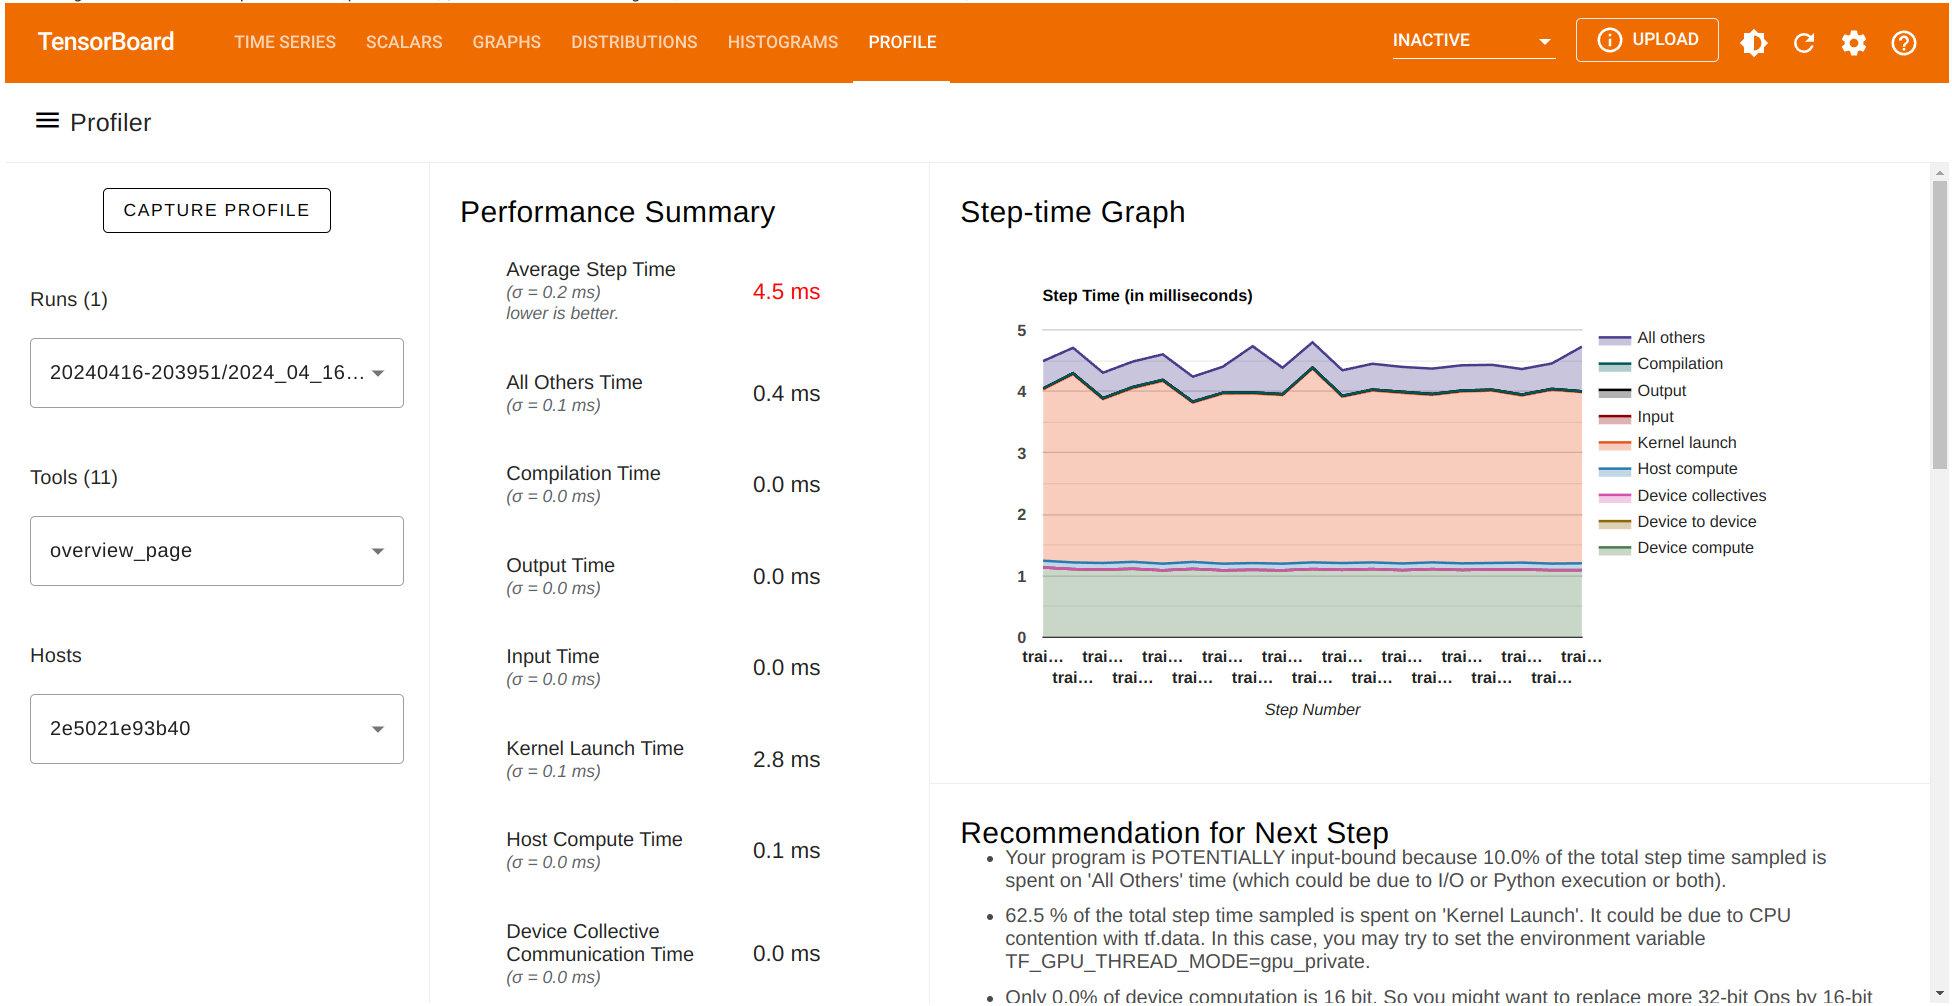 TensorBoard
TIME SERIES
SCALARS
GRAPHS
DISTRIBUTIONS
HISTOGRAMS
PROFILE
INACTIVE
UPLOAD
Profiler
CAPTURE PROFILE
Runs (1)
20240416-203951/2024_04_16...
Tools (11)
overview_page
Hosts
2e5021e93b40
Performance Summary
Average Step Time
(σ = 0.2 ms)
lower is better.
4.5 ms
All Others Time
(σ = 0.1 ms)
0.4 ms
Compilation Time
(σ = 0.0 ms)
0.0 ms
Output Time
(σ = 0.0 ms)
0.0 ms
Input Time
(σ = 0.0 ms)
0.0 ms
Kernel Launch Time
(σ = 0.1 ms)
2.8 ms
Host Compute Time
(σ = 0.0 ms)
0.1 ms
Device Collective
Communication Time
(σ = 0.0 ms)
0.0 ms
Step-time Graph
Step Time (in milliseconds)
5
4
3
2
1
0
trai... trai... trai... trai... trai... trai... trai... trai... trai... trai...
trai... trai... trai... trai... trai... trai... trai... trai... trai...
Step Number
All others
Compilation
Output
Input
Kernel launch
Host compute
Device collectives
Device to device
Device compute
Recommendation for Next Step
• Your program is POTENTIALLY input-bound because 10.0% of the total step time sampled is
spent on 'All Others' time (which could be due to I/O or Python execution or both).
• 62.5 % of the total step time sampled is spent on 'Kernel Launch'. It could be due to CPU
contention with tf.data. In this case, you may try to set the environment variable
TF_GPU_THREAD_MODE=gpu_private.
• Only 0.0% of device computation is 16 bit. So you might want to replace more 32-bit Ops by 16-bit